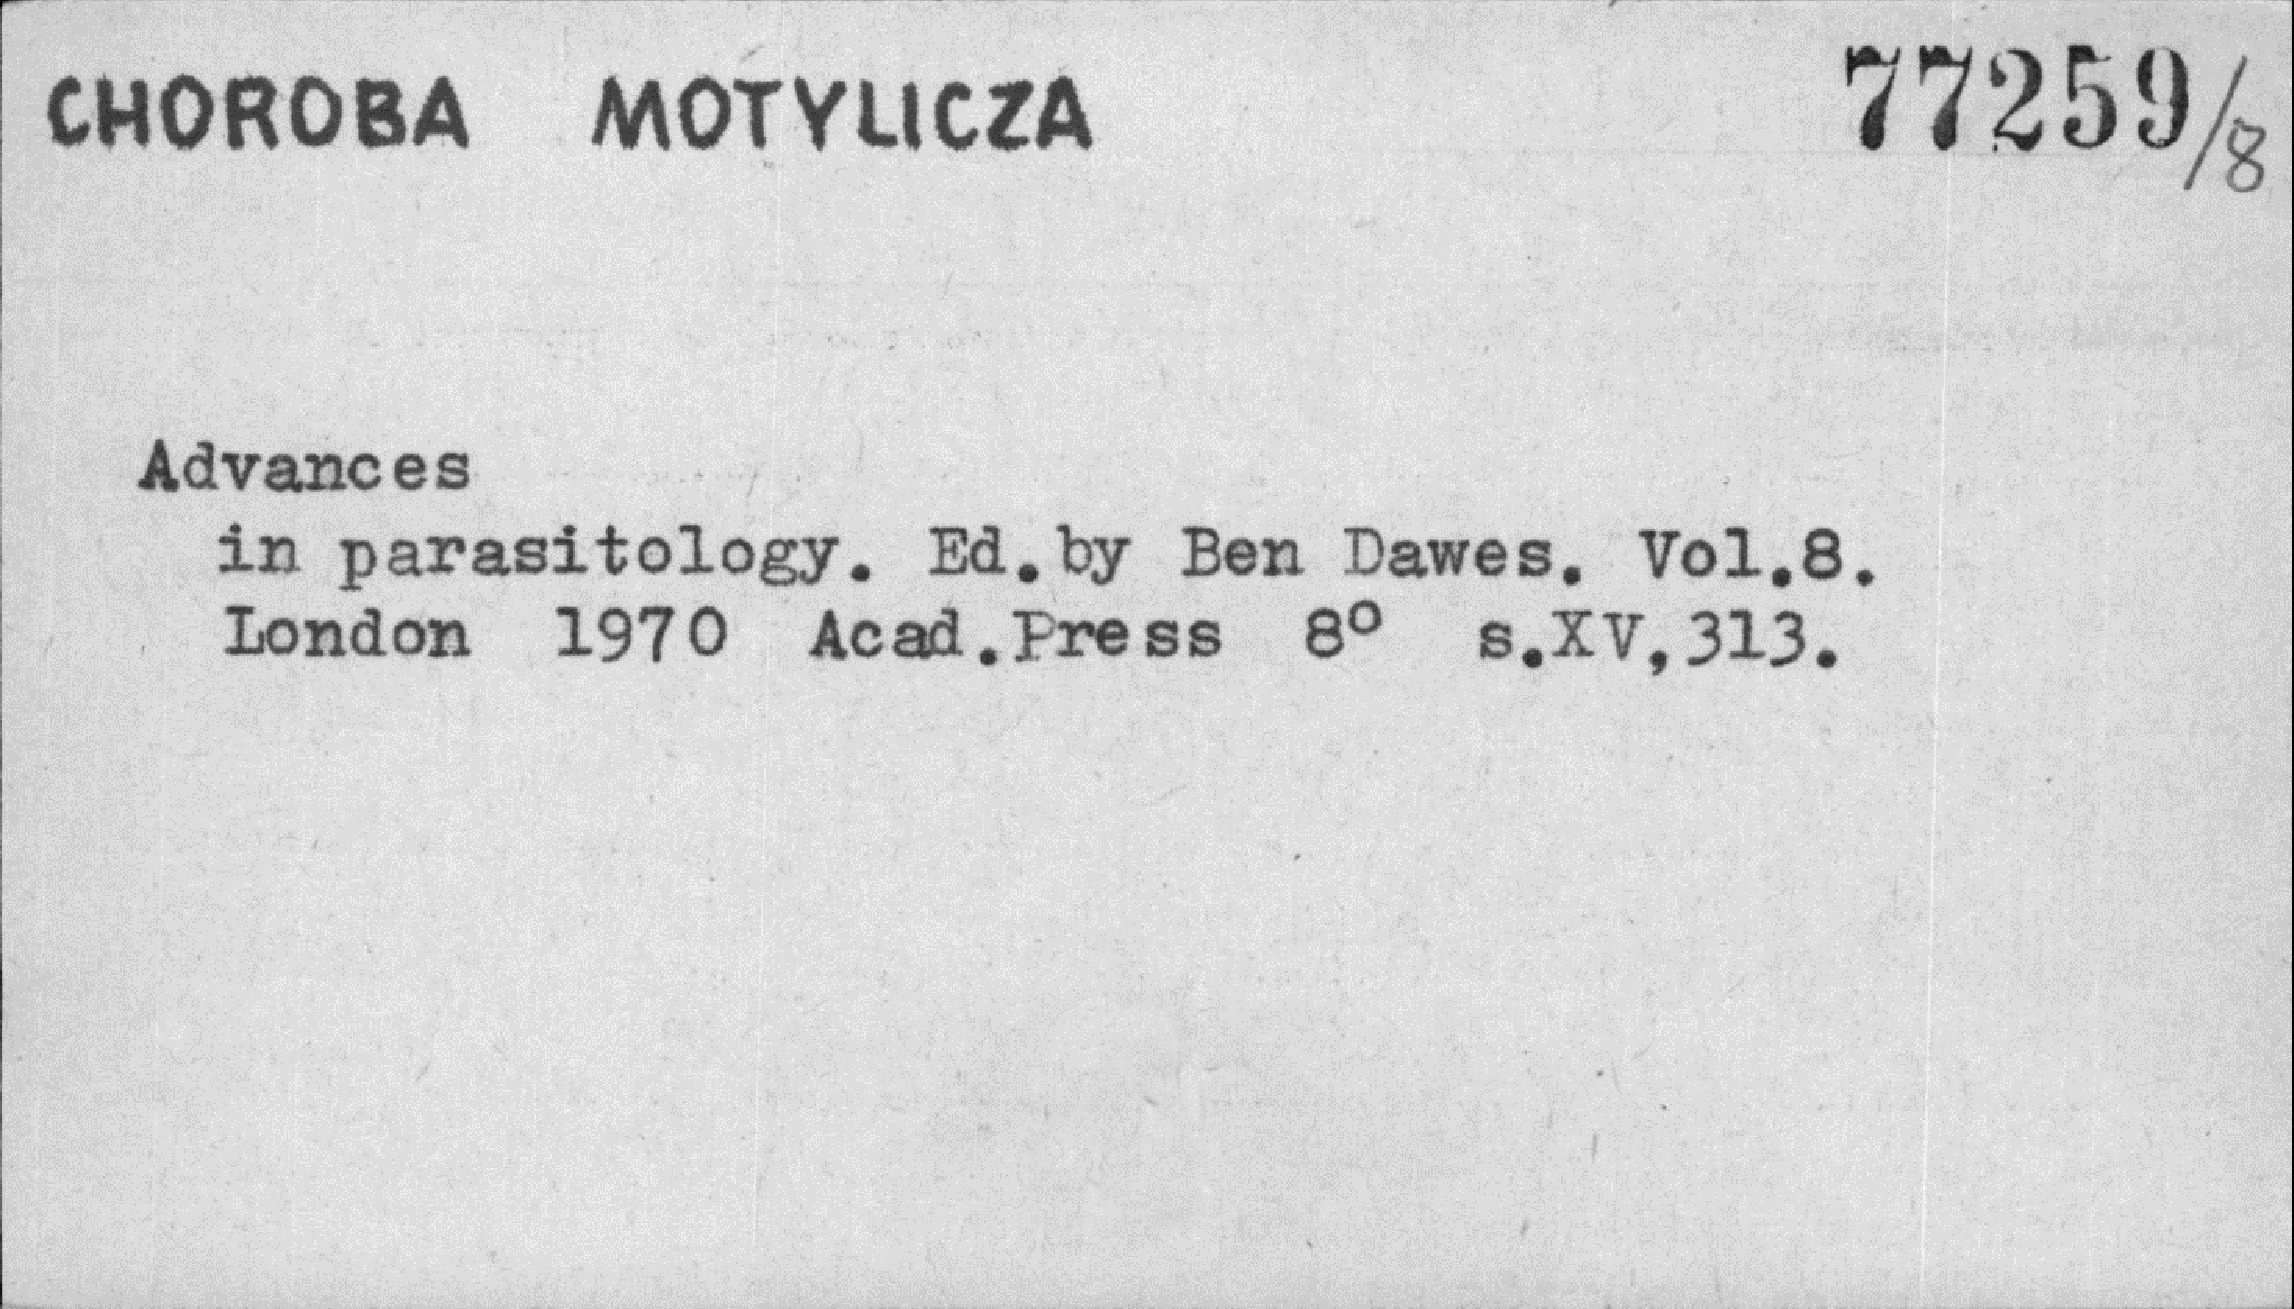 CHOROBA MOTYLICZA 77259/8
Advances
in parasitology. Ed.by Ben Dawes. Vol.8.
London 1970 Acad.Press 8º s.XV,313.